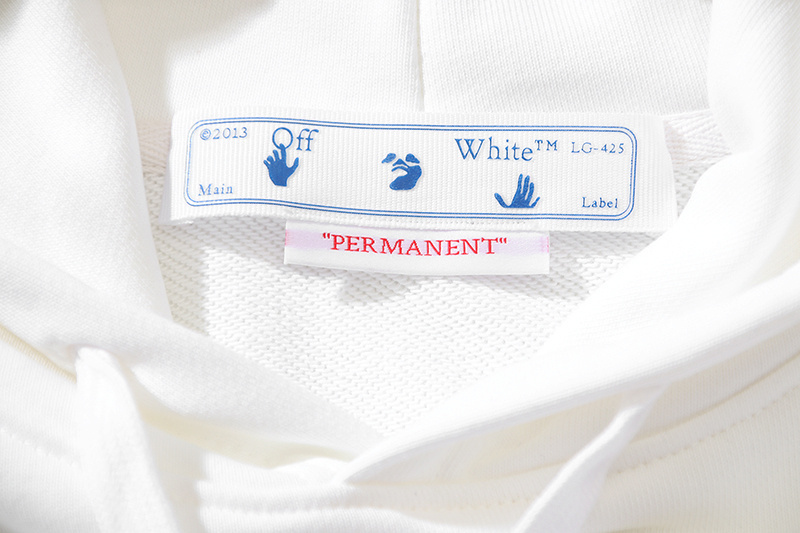 ©2013 Off White™ LG-425
Main Label
"PERMANENT"